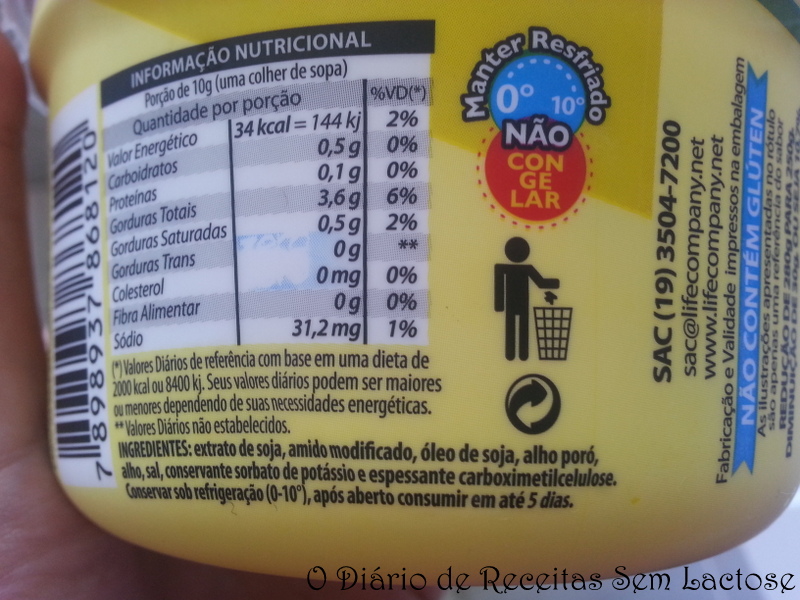 INFORMAÇÃO NUTRICIONAL
Porção de 10g (uma colher de sopa)
Quantidade por porção %VD(*)
Valor Energético 34 kcal = 144 kj 2%
Carboidratos 0,5 g 0%
Proteínas 0,1 g 0%
Gorduras Totais 3,6 g 6%
Gorduras Saturadas 0,5 g 2%
Gorduras Trans 0 g **
Colesterol 0 mg 0%
Fibra Alimentar 0 g 0%
Sódio 31,2 mg 1%
(*) Valores Diários de referência com base em uma dieta de
2000 kcal ou 8400 kj. Seus valores diários podem ser maiores
ou menores dependendo de suas necessidades energéticas.
** Valores Diários não estabelecidos.
INGREDIENTES: extrato de soja, amido modificado, óleo de soja, alho poró,
alho, sal, conservante sorbato de potássio e espessante carboximetilcelulose.
Conservar sob refrigeração (0-10°), após aberto consumir em até 5 dias.
7 898937 868120
Manter Resfriado
0° 10°
NÃO
CON
GE
LAR
SAC (19) 3504-7200
sac@lifecompany.net
www.lifecompany.net
Fabricação e Validade impressos na embalagem
NÃO CONTÉM GLÚTEN
As ilustrações apresentadas no rótulo
são apenas uma referência do sabor
REDUÇÃO DE 280g PARA 250g.
O Diário de Receitas Sem Lactose